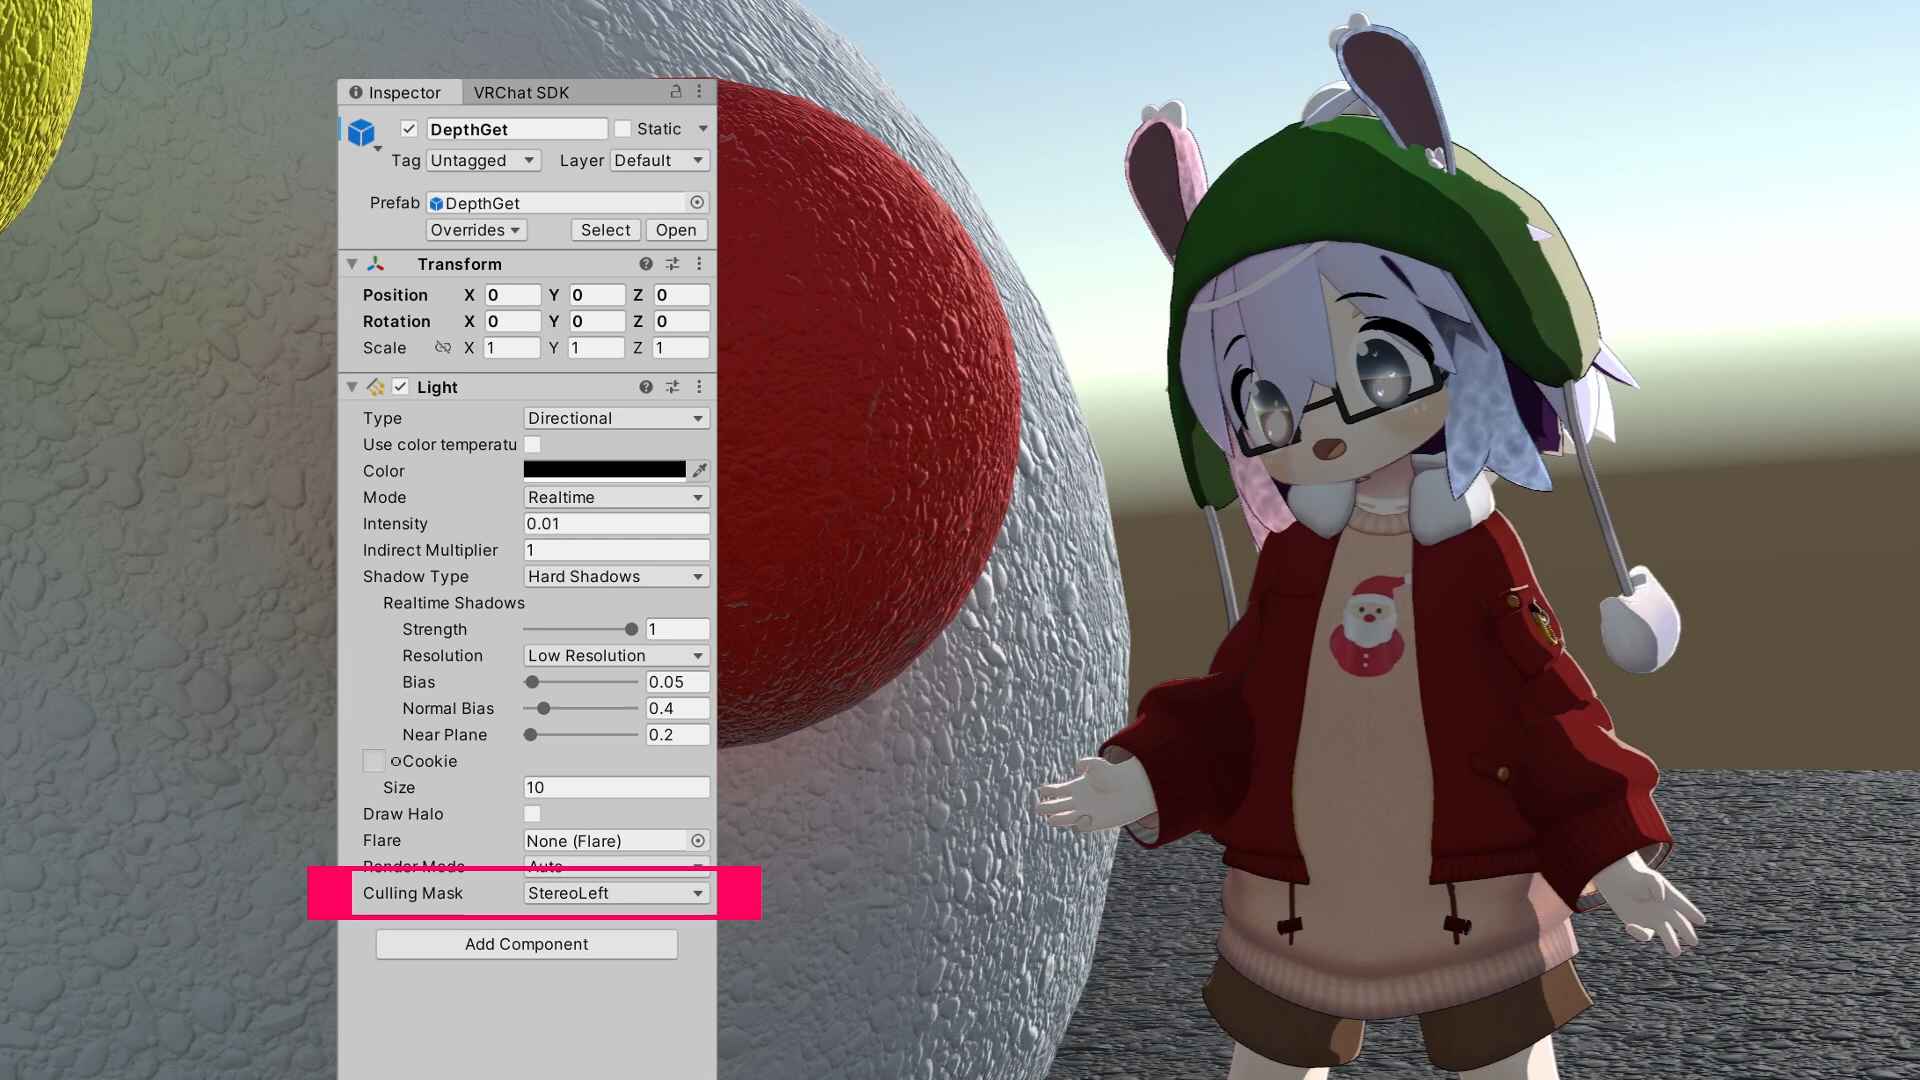 Inspector VRChat SDK
DepthGet Static
Tag Untagged Layer Default
Prefab DepthGet
Overrides Select Open
Transform
Position X 0 Y 0 Z 0
Rotation X 0 Y 0 Z 0
Scale X 1 Y 1 Z 1
Light
Type Directional
Use color temperatu
Color
Mode Realtime
Intensity 0.01
Indirect Multiplier 1
Shadow Type Hard Shadows
Realtime Shadows
Strength 1
Resolution Low Resolution
Bias 0.05
Normal Bias 0.4
Near Plane 0.2
Cookie
Size 10
Draw Halo
Flare None (Flare)
Render Mode Auto
Culling Mask StereoLeft
Add Component